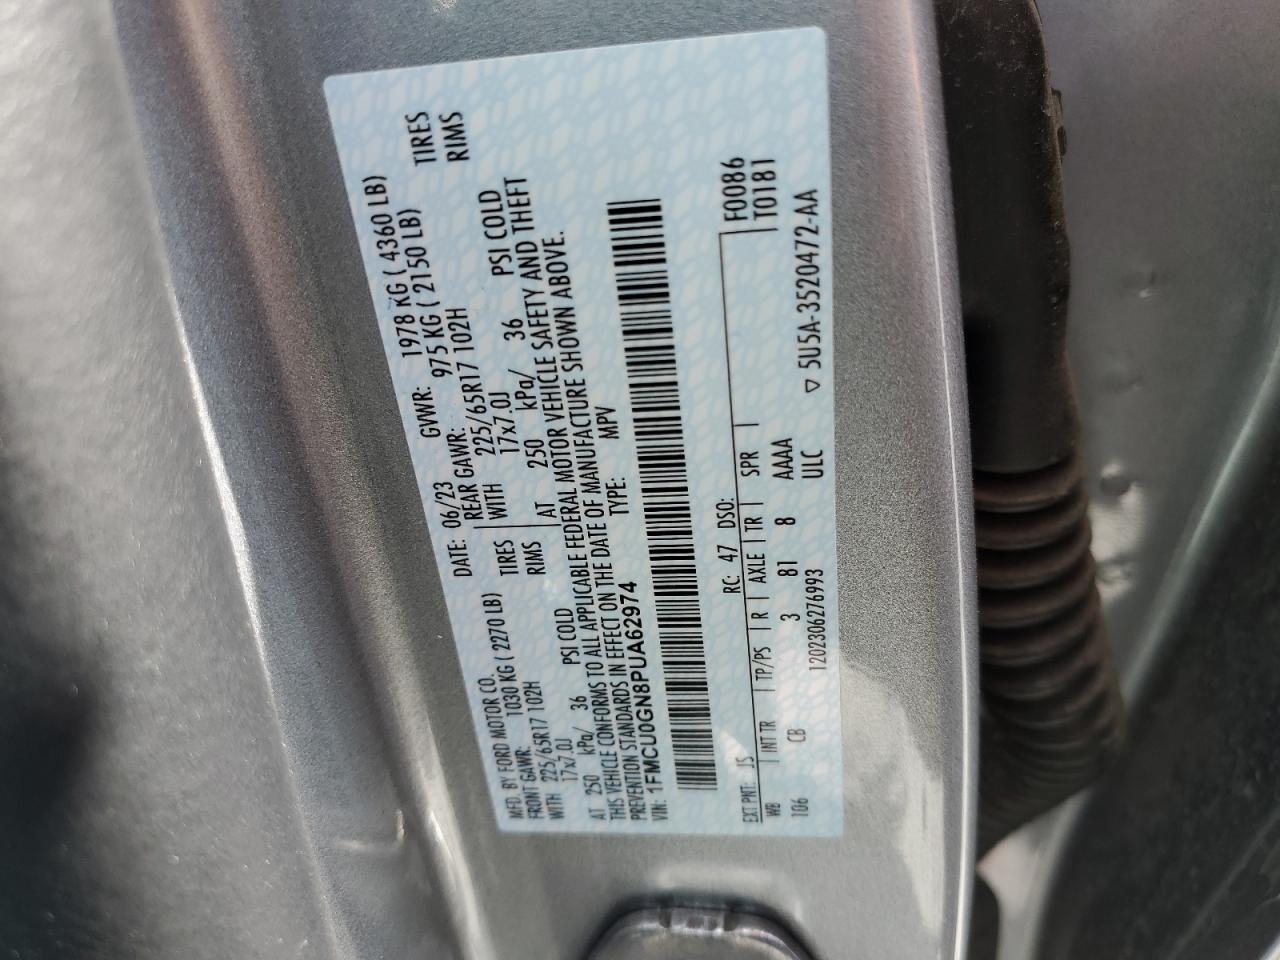 MFD. BY FORD MOTOR CO.
DATE: 06/23 GVWR: 1978 KG ( 4360 LB)
FRONT GAWR: 1030 KG ( 2270 LB) REAR GAWR: 975 KG ( 2150 LB)
WITH 225/65R17 102H TIRES WITH 225/65R17 102H TIRES
17x7.0J RIMS 17x7.0J RIMS
AT 250 kPa/ 36 PSI COLD AT 250 kPa/ 36 PSI COLD
THIS VEHICLE CONFORMS TO ALL APPLICABLE FEDERAL MOTOR VEHICLE SAFETY AND THEFT
PREVENTION STANDARDS IN EFFECT ON THE DATE OF MANUFACTURE SHOWN ABOVE.
VIN: 1FMCU0GN8PUA62974 TYPE: MPV
F0086
T0181
EXT PNT: JS RC: 47 DSO:
WB INT TR TP/PS R AXLE TR SPR
106 CB 3 81 8 AAAA
1202306276993 ULC ▽ 5U5A-3520472-AA